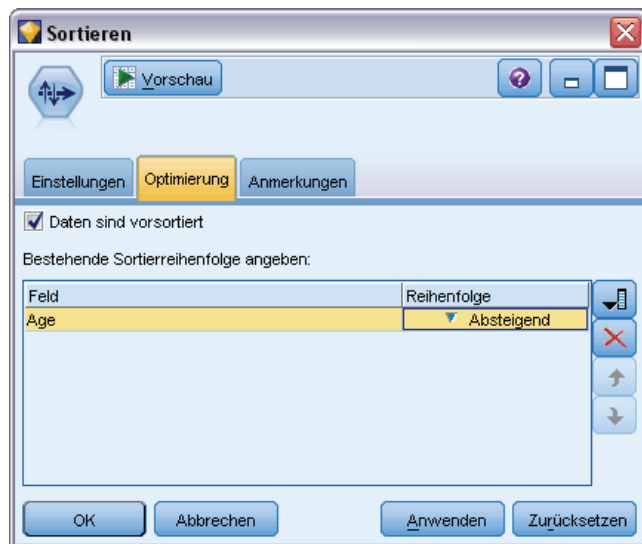 Sortieren
Vorschau
Einstellungen
Optimierung
Anmerkungen
Daten sind vorsortiert
Bestehende Sortierreihenfolge angeben:
Feld
Reihenfolge
Age
Absteigend
OK
Abbrechen
Anwenden
Zurücksetzen